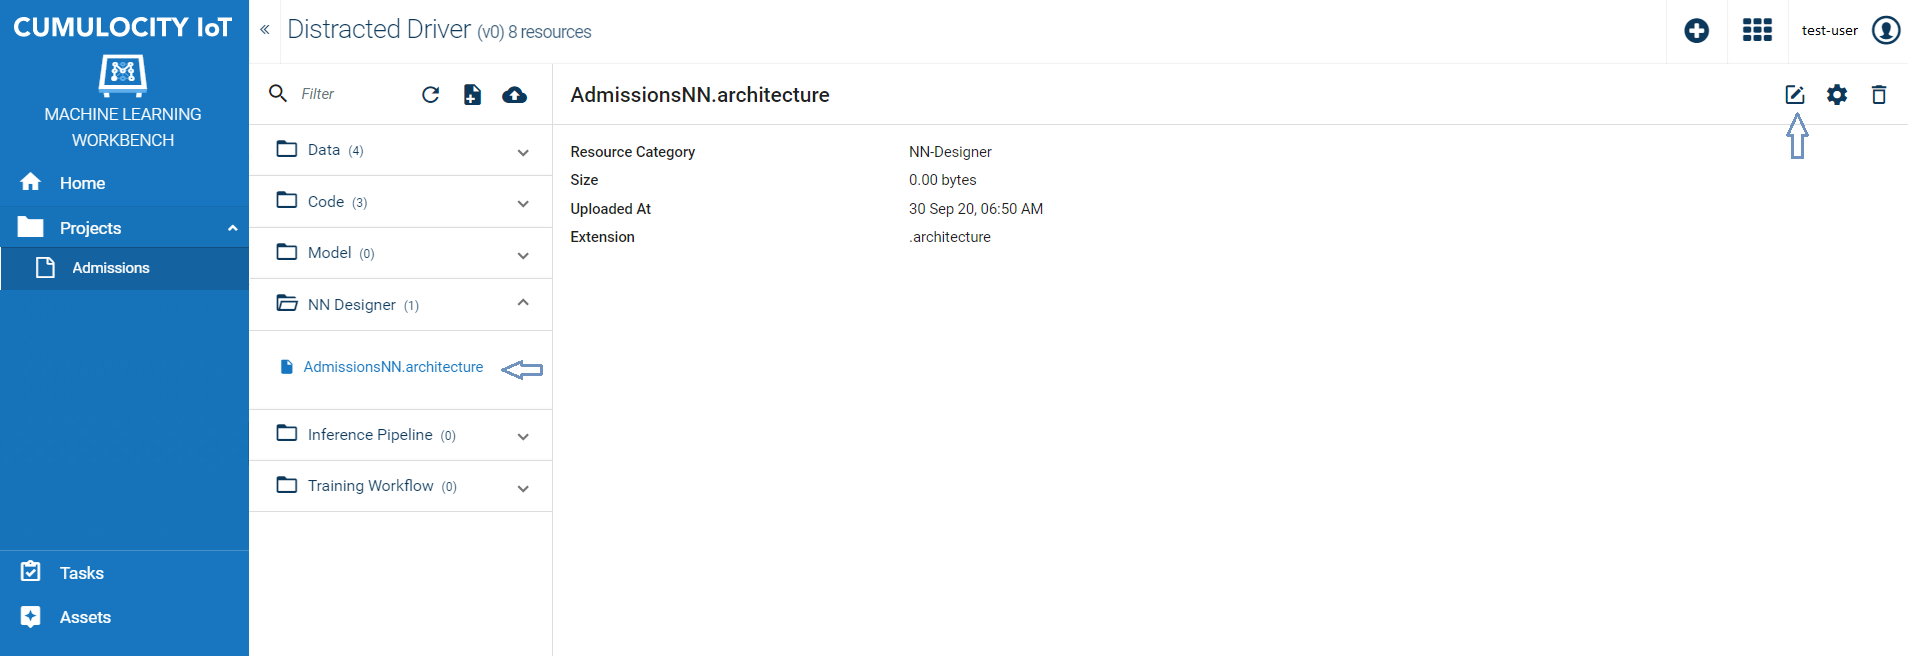 CUMULOCITY IoT
MACHINE LEARNING
WORKBENCH
Home
Projects
Admissions
Tasks
Assets
Distracted Driver (v0) 8 resources
test-user
Filter
Data (4)
Code (3)
Model (0)
NN Designer (1)
AdmissionsNN.architecture
Inference Pipeline (0)
Training Workflow (0)
AdmissionsNN.architecture
Resource Category NN-Designer
Size 0.00 bytes
Uploaded At 30 Sep 20, 06:50 AM
Extension .architecture